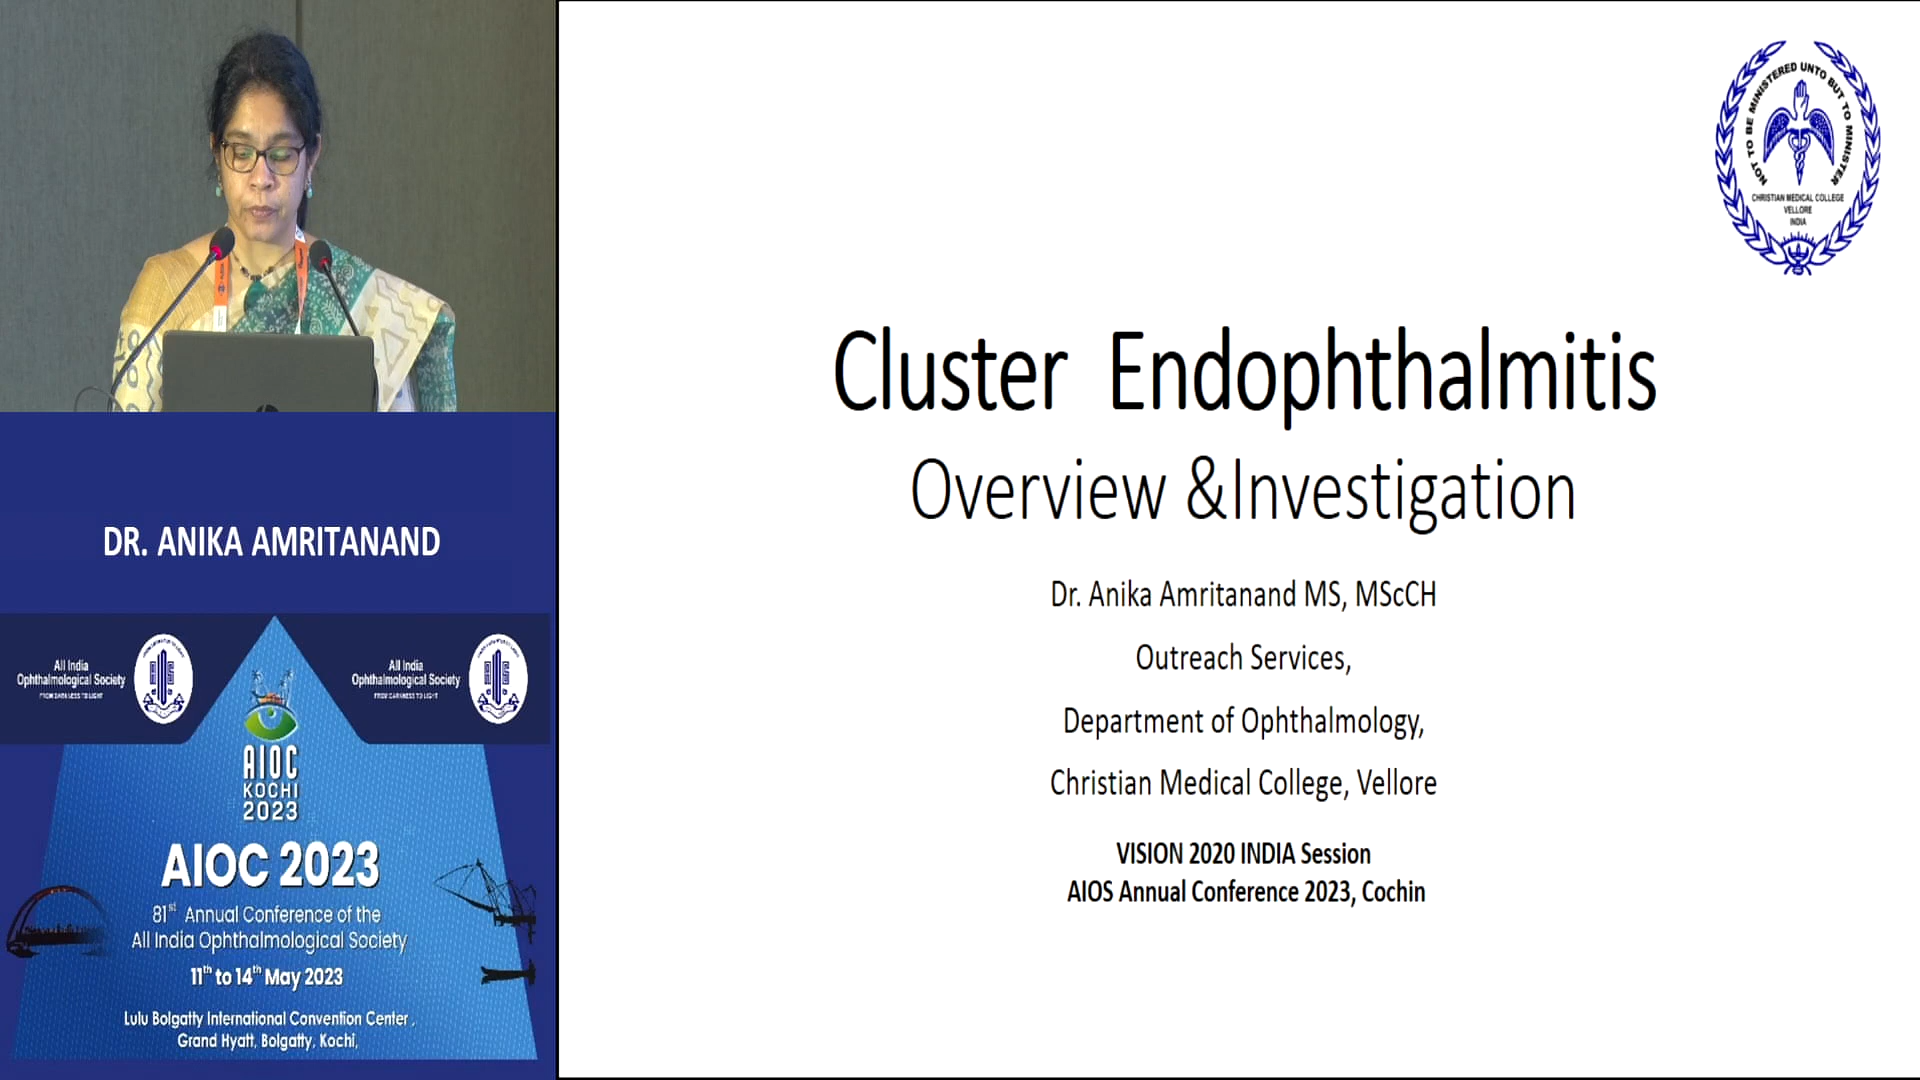 DR. ANIKA AMRITANAND
All India
Ophthalmological Society
FROM DARKNESS TO LIGHT
All India
Ophthalmological Society
FROM DARKNESS TO LIGHT
AIOC
KOCHI
2023
AIOC 2023
81st Annual Conference of the
All India Ophthalmological Society
11th to 14th May 2023
Lulu Bolgatty International Convention Center,
Grand Hyatt, Bolgatty, Kochi,
NOT TO BE MINISTERED UNTO BUT TO MINISTER
CHRISTIAN MEDICAL COLLEGE
VELLORE
INDIA
Cluster Endophthalmitis
Overview &Investigation
Dr. Anika Amritanand MS, MScCH
Outreach Services,
Department of Ophthalmology,
Christian Medical College, Vellore
VISION 2020 INDIA Session
AIOS Annual Conference 2023, Cochin